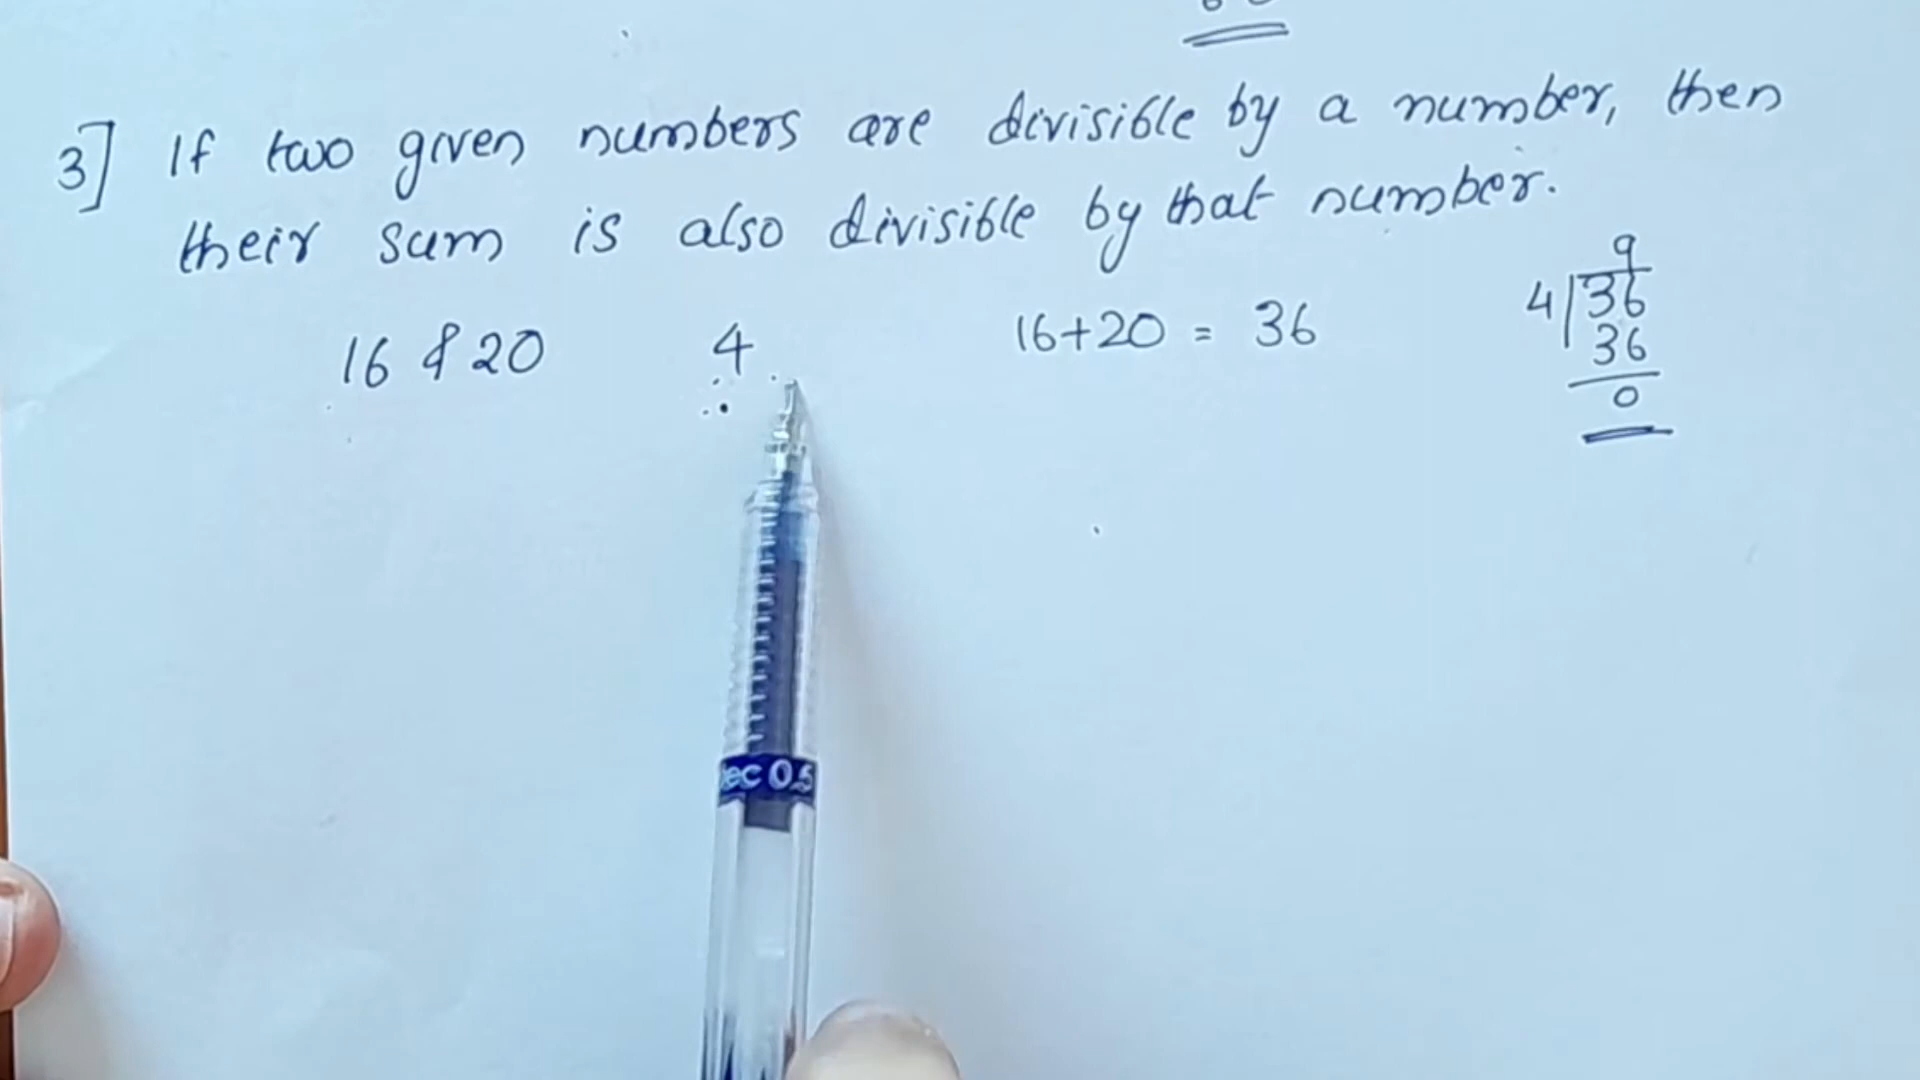 3] If two given numbers are divisible by a number, then
their sum is also divisible by that number.
16 & 20 4 16+20 = 36
9
4)36
36
0
ec 0.5